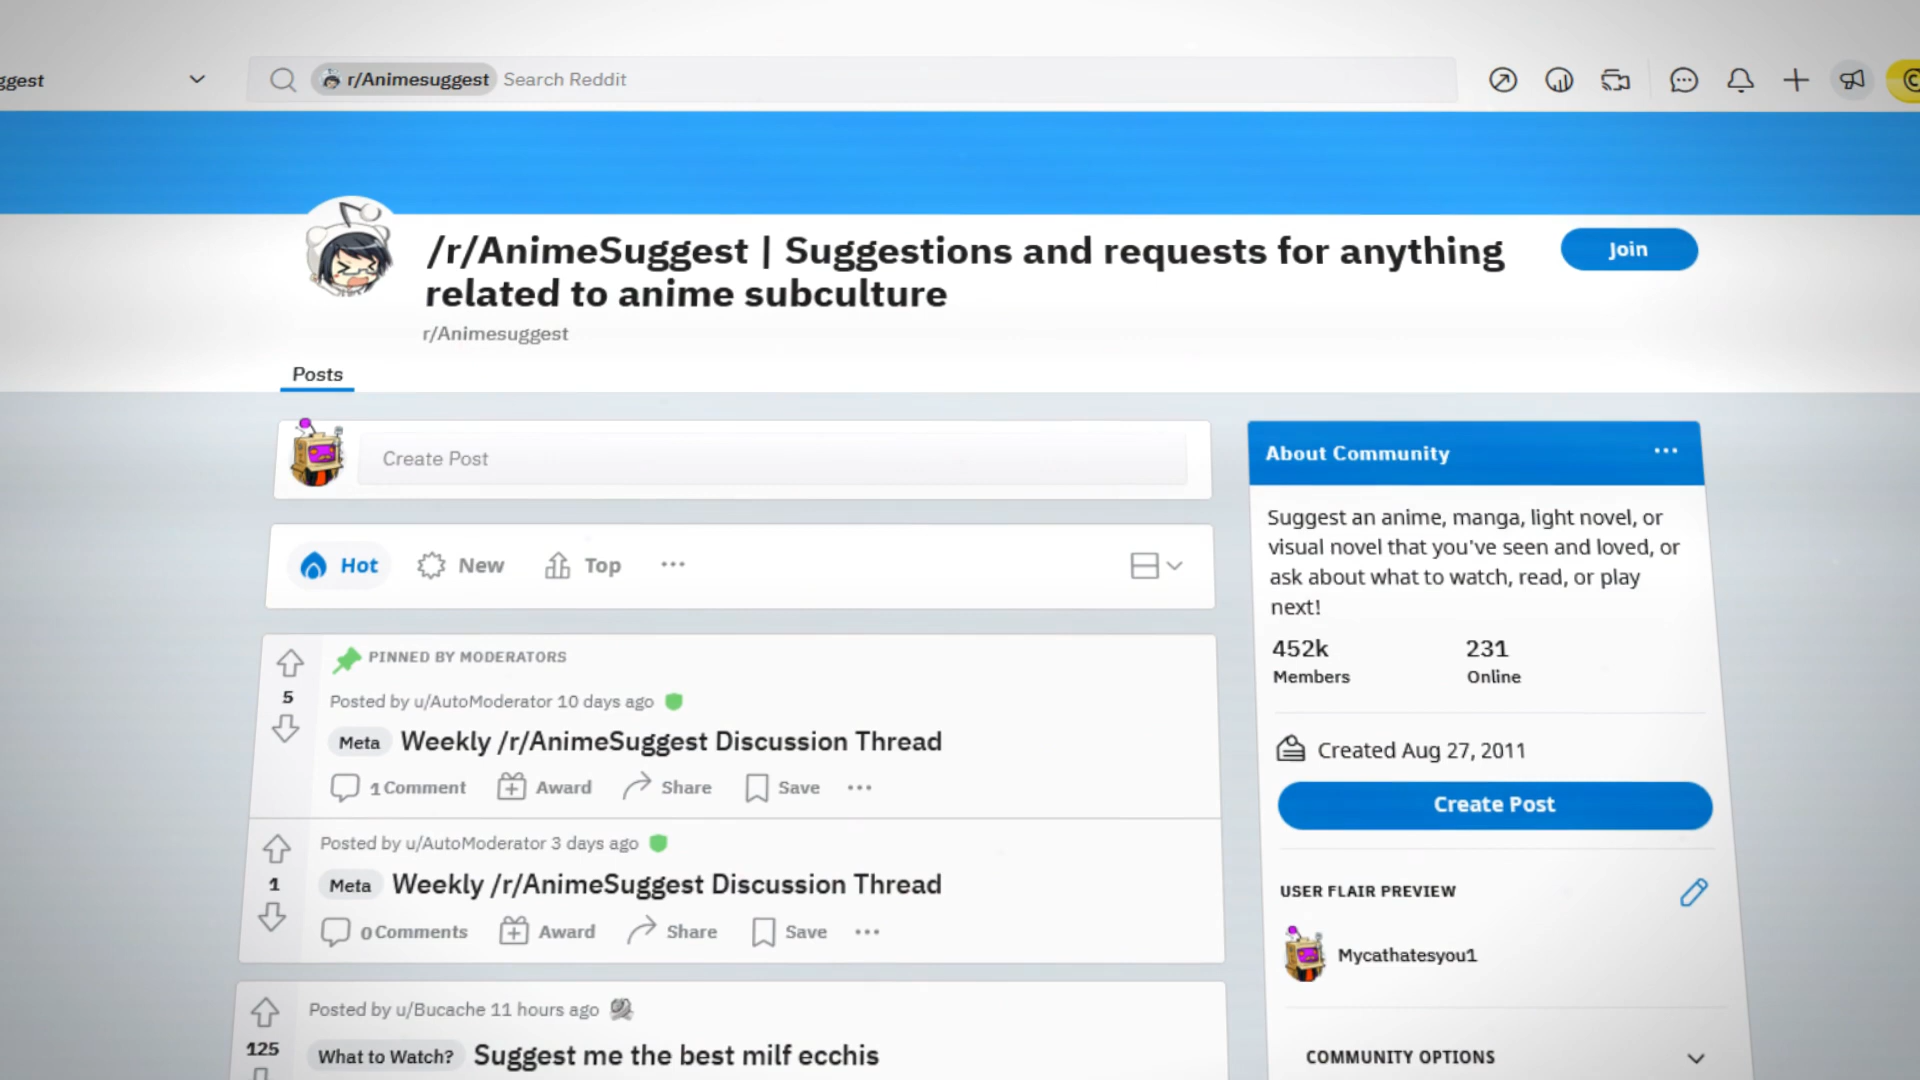 ggest
r/Animesuggest Search Reddit
/r/AnimeSuggest | Suggestions and requests for anything
related to anime subculture
r/Animesuggest
Join
Posts
Create Post
Hot New Top
PINNED BY MODERATORS
5
Posted by u/AutoModerator 10 days ago
Meta Weekly /r/AnimeSuggest Discussion Thread
1 Comment Award Share Save
Posted by u/AutoModerator 3 days ago
1
Meta Weekly /r/AnimeSuggest Discussion Thread
0 Comments Award Share Save
Posted by u/Bucache 11 hours ago
125
What to Watch? Suggest me the best milf ecchis
About Community
Suggest an anime, manga, light novel, or
visual novel that you've seen and loved, or
ask about what to watch, read, or play
next!
452k 231
Members Online
Created Aug 27, 2011
Create Post
USER FLAIR PREVIEW
Mycathatesyou1
COMMUNITY OPTIONS